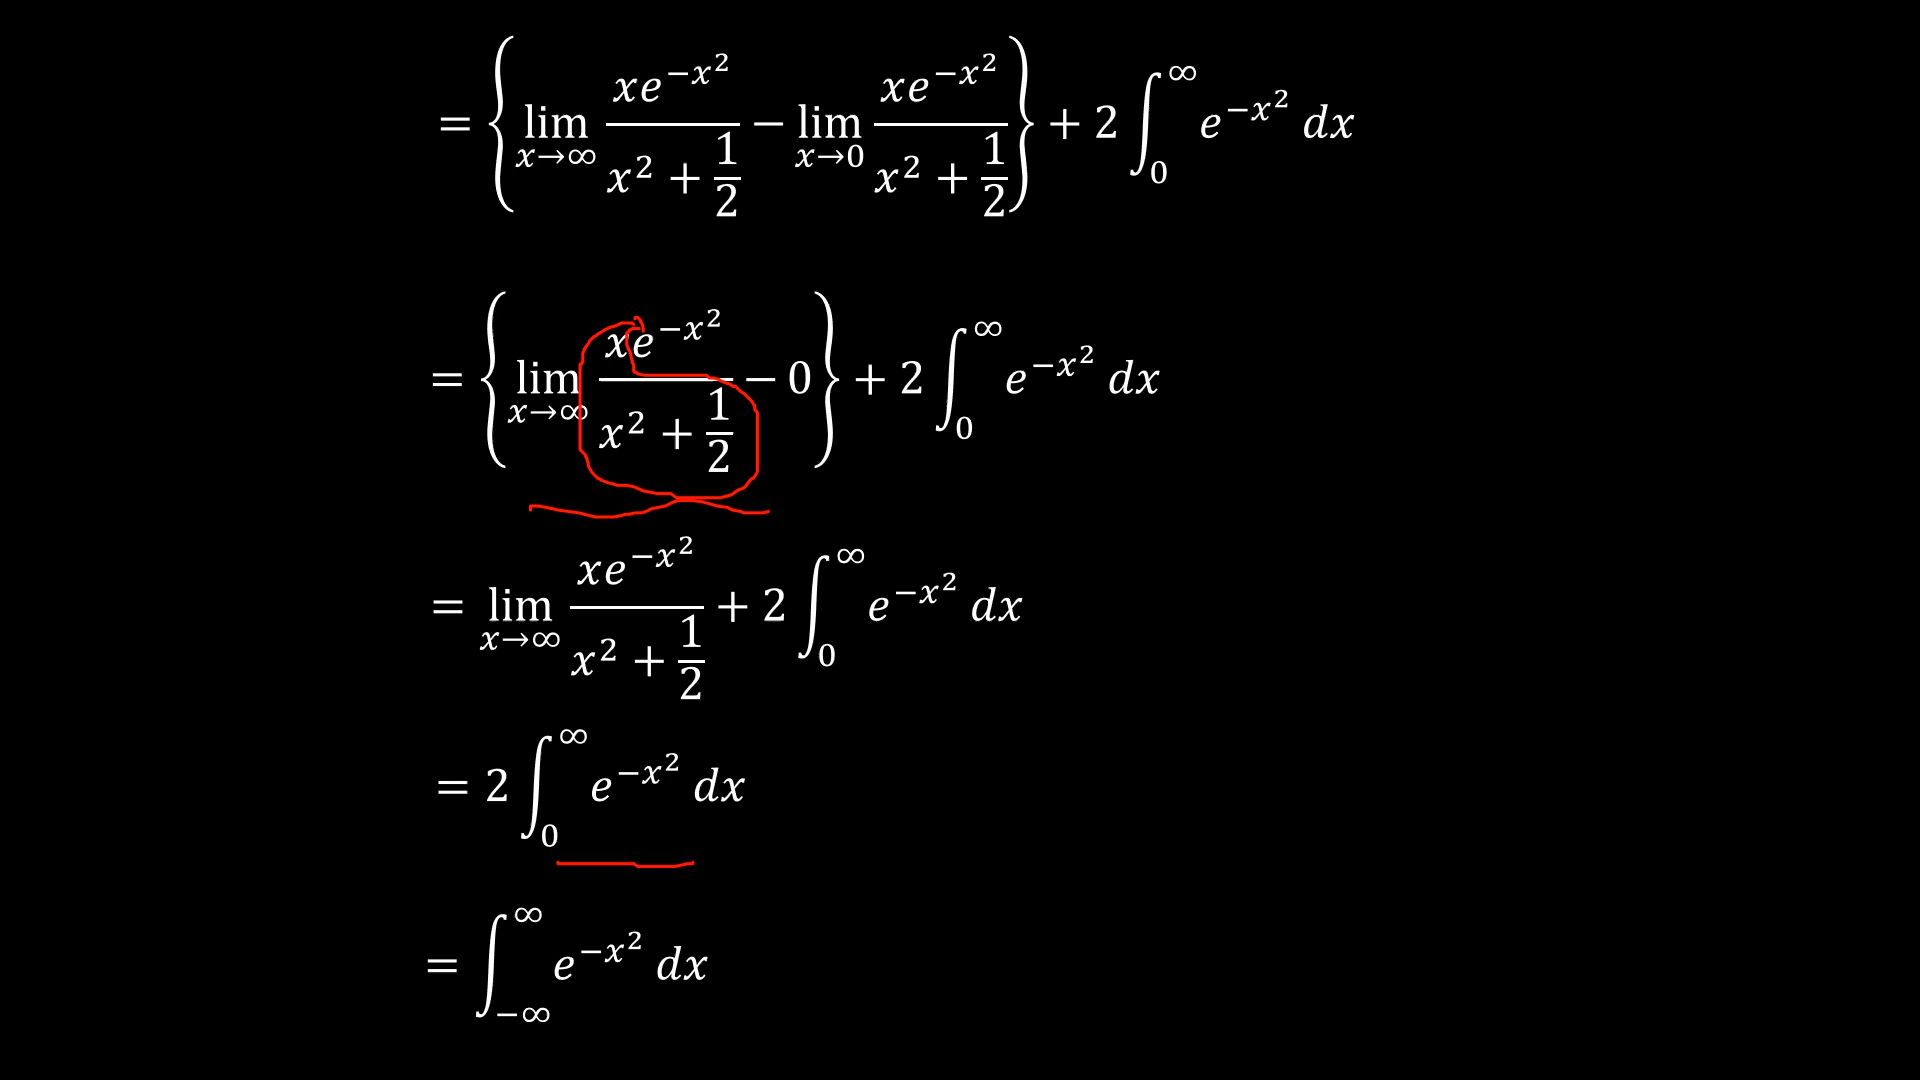 = { lim_{x→∞} (xe^{−x²})/(x² + 1/2) − lim_{x→0} (xe^{−x²})/(x² + 1/2) } + 2 ∫_0^∞ e^{−x²} dx
= { lim_{x→∞} (xe^{−x²})/(x² + 1/2) − 0 } + 2 ∫_0^∞ e^{−x²} dx
= lim_{x→∞} (xe^{−x²})/(x² + 1/2) + 2 ∫_0^∞ e^{−x²} dx
= 2 ∫_0^∞ e^{−x²} dx
= ∫_{−∞}^∞ e^{−x²} dx